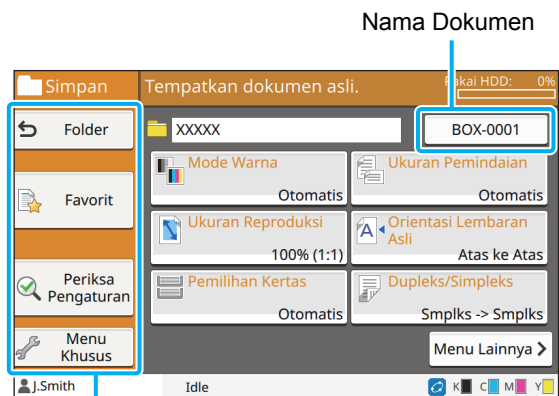 Nama Dokumen
Simpan
Tempatkan dokumen asli.
Pakai HDD: 0%
Folder
XXXXX
BOX-0001
Mode Warna
Otomatis
Ukuran Pemindaian
Otomatis
Favorit
Ukuran Reproduksi
100% (1:1)
Orientasi Lembaran
Asli
Atas ke Atas
Periksa
Pengaturan
Pemilihan Kertas
Otomatis
Dupleks/Simpleks
Smplks -> Smplks
Menu
Khusus
Menu Lainnya
J.Smith
Idle
K C M Y